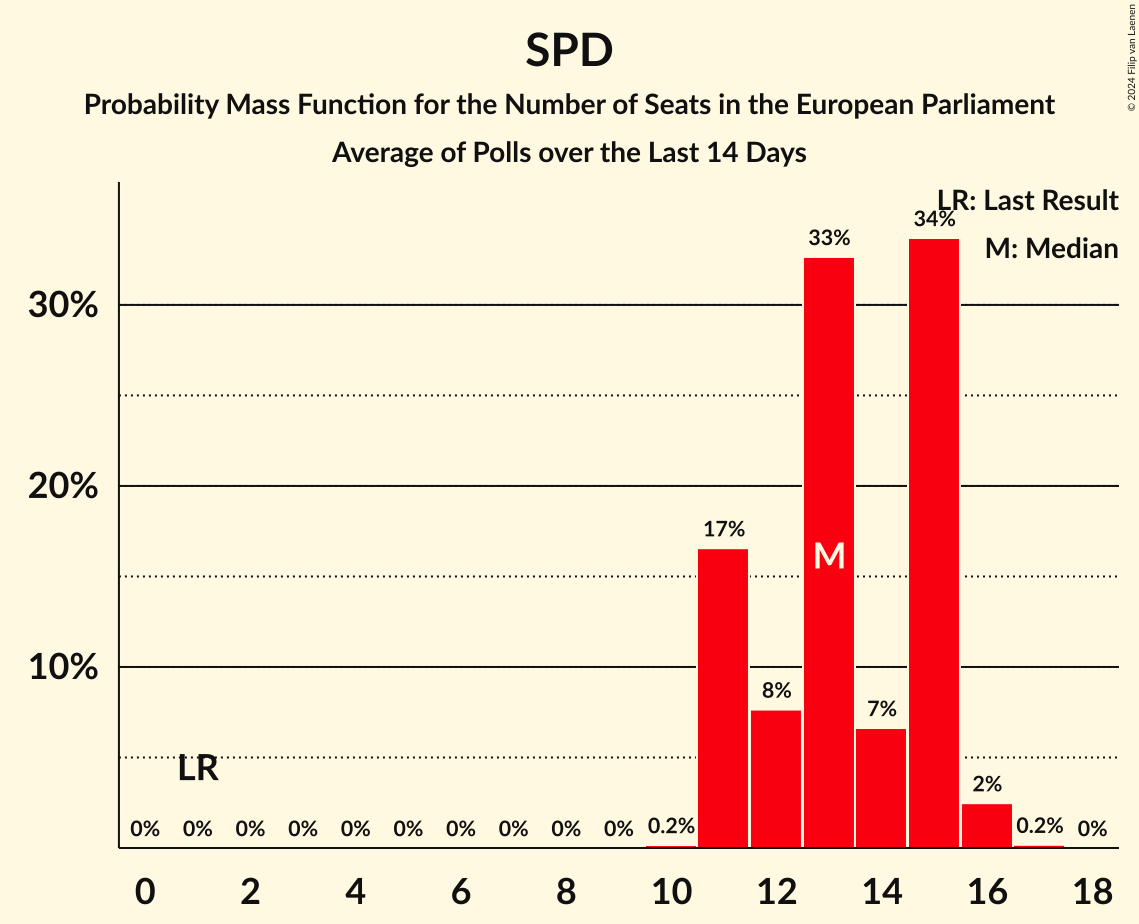 SPD
Probability Mass Function for the Number of Seats in the European Parliament
Average of Polls over the Last 14 Days
© 2024 Filip van Laenen
LR: Last Result
M: Median
30%
20%
10%
34%
33%
17%
M
8%
7%
LR
2%
0% 0% 0% 0% 0% 0% 0% 0% 0% 0% 0.2% 0.2% 0%
0 2 4 6 8 10 12 14 16 18